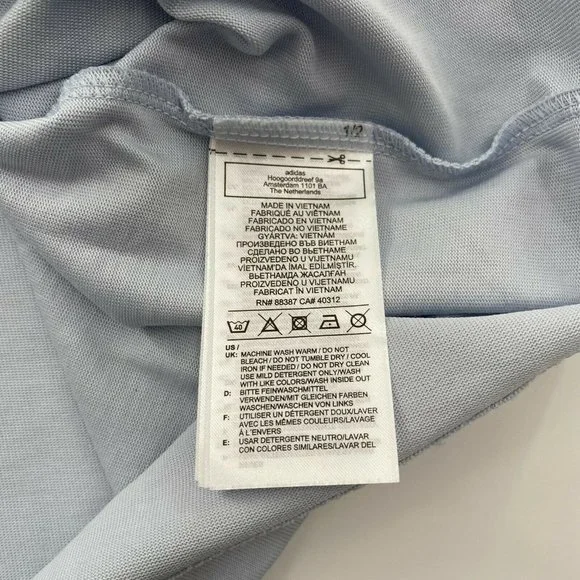 1/2
adidas
Hoogoorddreef 9a
Amsterdam 1101 BA
The Netherlands
MADE IN VIETNAM
FABRIQUÉ AU VIÊTNAM
FABRICADO EN VIETNAM
FABRICADO NO VIETNAME
GYÁRTVA: VIETNAM
ПРОИЗВЕДЕНО ВЪВ ВИЕТНАМ
СДЕЛАНО ВО ВЬЕТНАМЕ
PROIZVEDENO U VIJETNAMU
VİETNAM'DA İMAL EDİLMİŞTİR.
ВЬЕТНАМДА ЖАСАЛҒАН
PROIZVEDENO U VIJETNAMU
FABRICAT ÎN VIETNAM
RN# 88387 CA# 40312
40
US /
UK: MACHINE WASH WARM / DO NOT
BLEACH / DO NOT TUMBLE DRY / COOL
IRON IF NEEDED / DO NOT DRY CLEAN
USE MILD DETERGENT ONLY/WASH
WITH LIKE COLORS/WASH INSIDE OUT
D: BITTE FEINWASCHMITTEL
VERWENDEN/MIT GLEICHEN FARBEN
WASCHEN/WASCHEN VON LINKS
F: UTILISER UN DÉTERGENT DOUX/LAVER
AVEC LES MÊMES COULEURS/LAVAGE
À L'ENVERS
E: USAR DETERGENTE NEUTRO/LAVAR
CON COLORES SIMILARES/LAVAR DEL